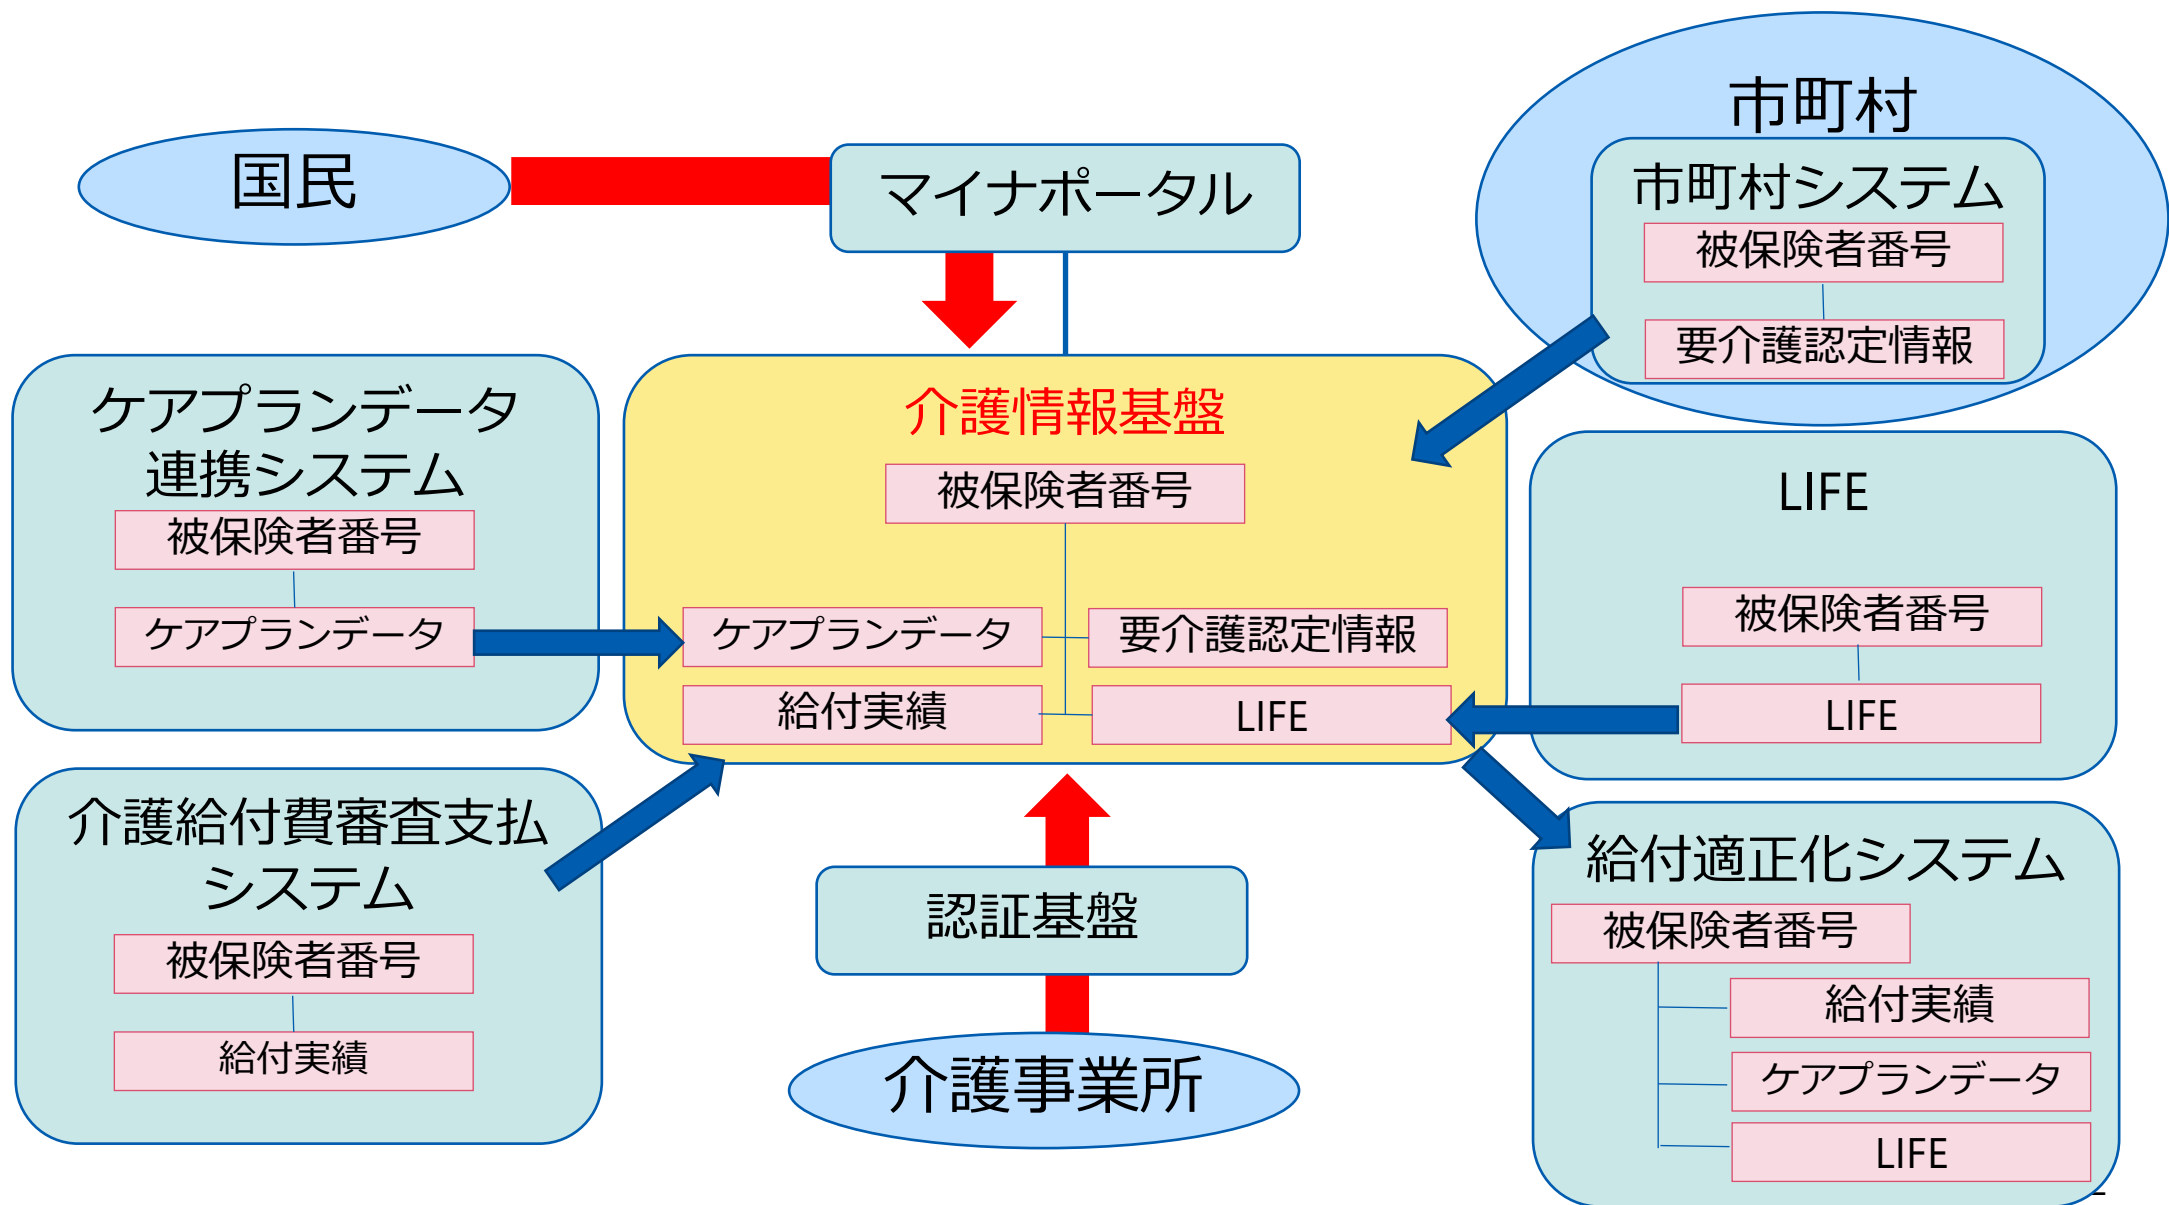 国民
マイナポータル
市町村
市町村システム
被保険者番号
要介護認定情報
ケアプランデータ
連携システム
被保険者番号
ケアプランデータ
介護情報基盤
被保険者番号
ケアプランデータ
要介護認定情報
給付実績
LIFE
LIFE
被保険者番号
LIFE
介護給付費審査支払
システム
被保険者番号
給付実績
認証基盤
介護事業所
給付適正化システム
被保険者番号
給付実績
ケアプランデータ
LIFE